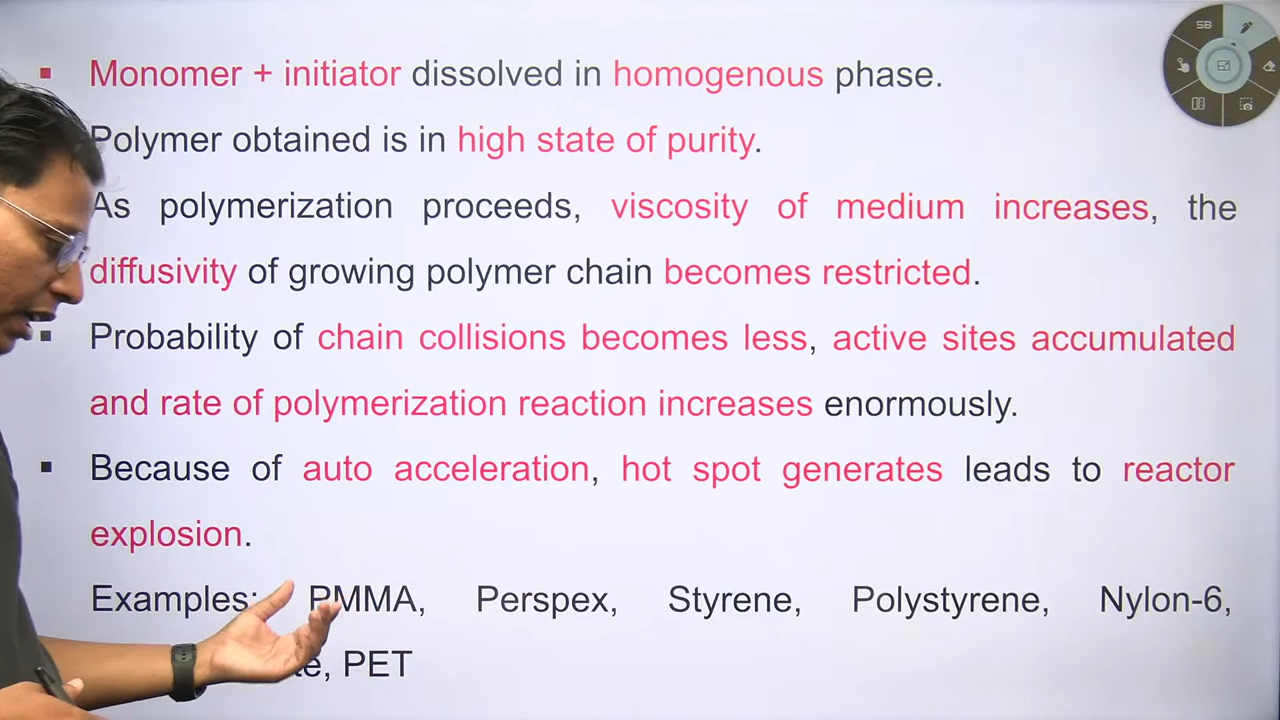 SB
▪ Monomer + initiator dissolved in homogenous phase.
Polymer obtained is in high state of purity.
As polymerization proceeds, viscosity of medium increases, the
diffusivity of growing polymer chain becomes restricted.
▪ Probability of chain collisions becomes less, active sites accumulated
and rate of polymerization reaction increases enormously.
▪ Because of auto acceleration, hot spot generates leads to reactor
explosion.
Examples: PMMA, Perspex, Styrene, Polystyrene, Nylon-6,
PET